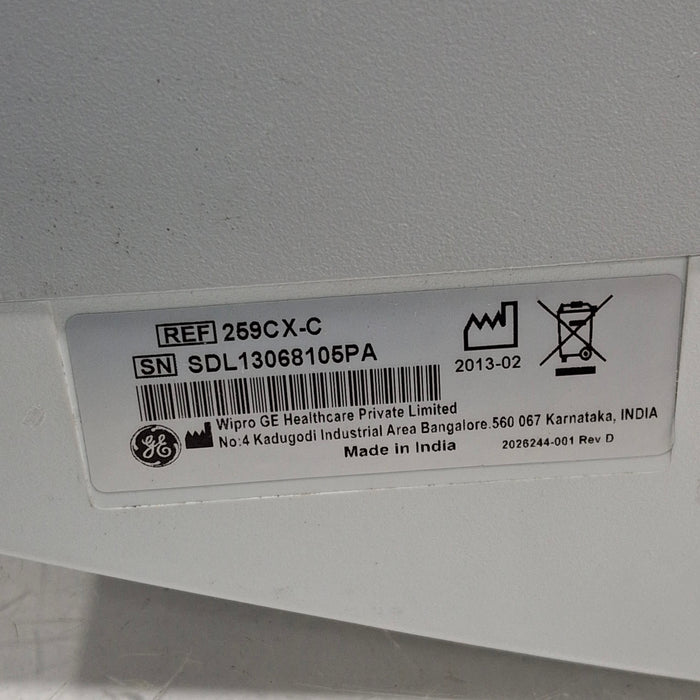 REF 259CX-C
SN SDL13068105PA
2013-02
Wipro GE Healthcare Private Limited
No:4 Kadugodi Industrial Area Bangalore.560 067 Karnataka, INDIA
Made in India
2026244-001 Rev D
GE